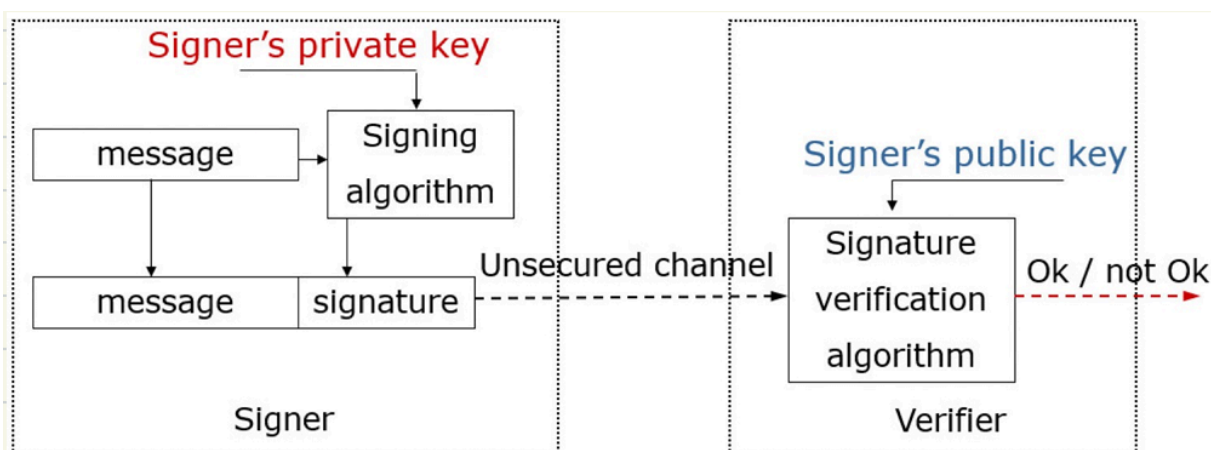 Signer’s private key
message
Signing
algorithm
message
signature
Signer
Unsecured channel
Signer’s public key
Signature
verification
algorithm
Ok / not Ok
Verifier